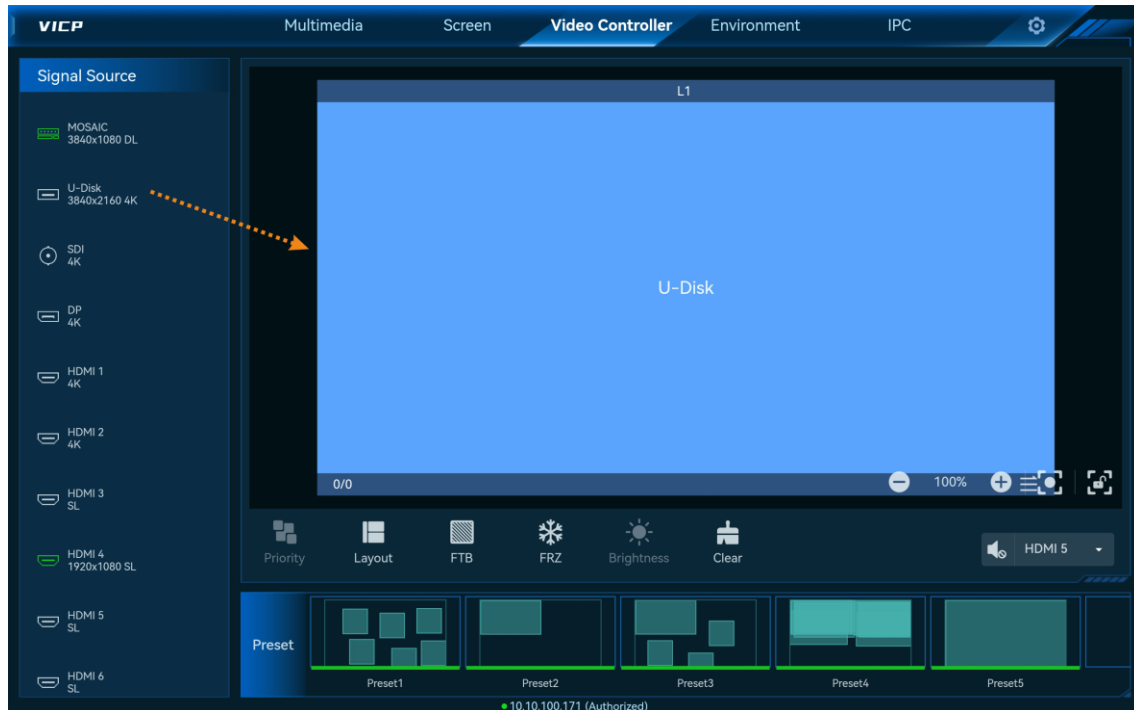 VICP
Multimedia
Screen
Video Controller
Environment
IPC
Signal Source
MOSAIC
3840x1080 DL
U-Disk
3840x2160 4K
SDI
4K
DP
4K
HDMI 1
4K
HDMI 2
4K
HDMI 3
SL
HDMI 4
1920x1080 SL
HDMI 5
SL
HDMI 6
SL
L1
U-Disk
0/0
100%
Priority
Layout
FTB
FRZ
Brightness
Clear
HDMI 5
Preset
Preset1
Preset2
Preset3
Preset4
Preset5
10.10.100.171 (Authorized)